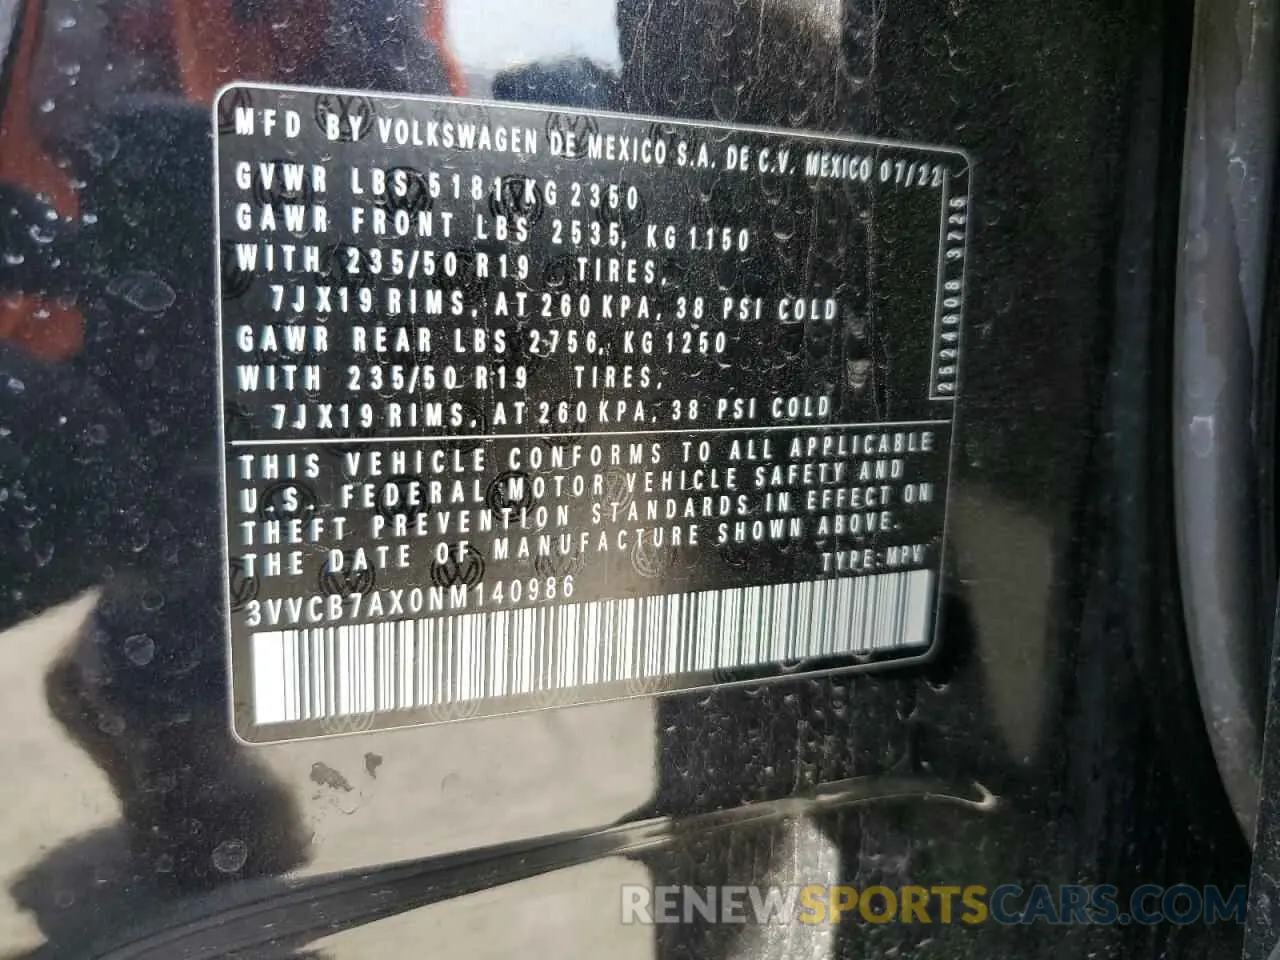 MFD BY VOLKSWAGEN DE MEXICO S.A. DE C.V. MEXICO 07/22
GVWR LBS 5181 KG 2350
GAWR FRONT LBS 2535, KG 1150
WITH 235/50 R19 TIRES,
7JX19 RIMS, AT 260 KPA, 38 PSI COLD
GAWR REAR LBS 2756, KG 1250
WITH 235/50 R19 TIRES,
7JX19 RIMS, AT 260 KPA, 38 PSI COLD
2524608 3725
THIS VEHICLE CONFORMS TO ALL APPLICABLE
U.S. FEDERAL MOTOR VEHICLE SAFETY AND
THEFT PREVENTION STANDARDS IN EFFECT ON
THE DATE OF MANUFACTURE SHOWN ABOVE.
TYPE: MPV
3VVCB7AX0NM140986
RENEWSPORTSCARS.COM